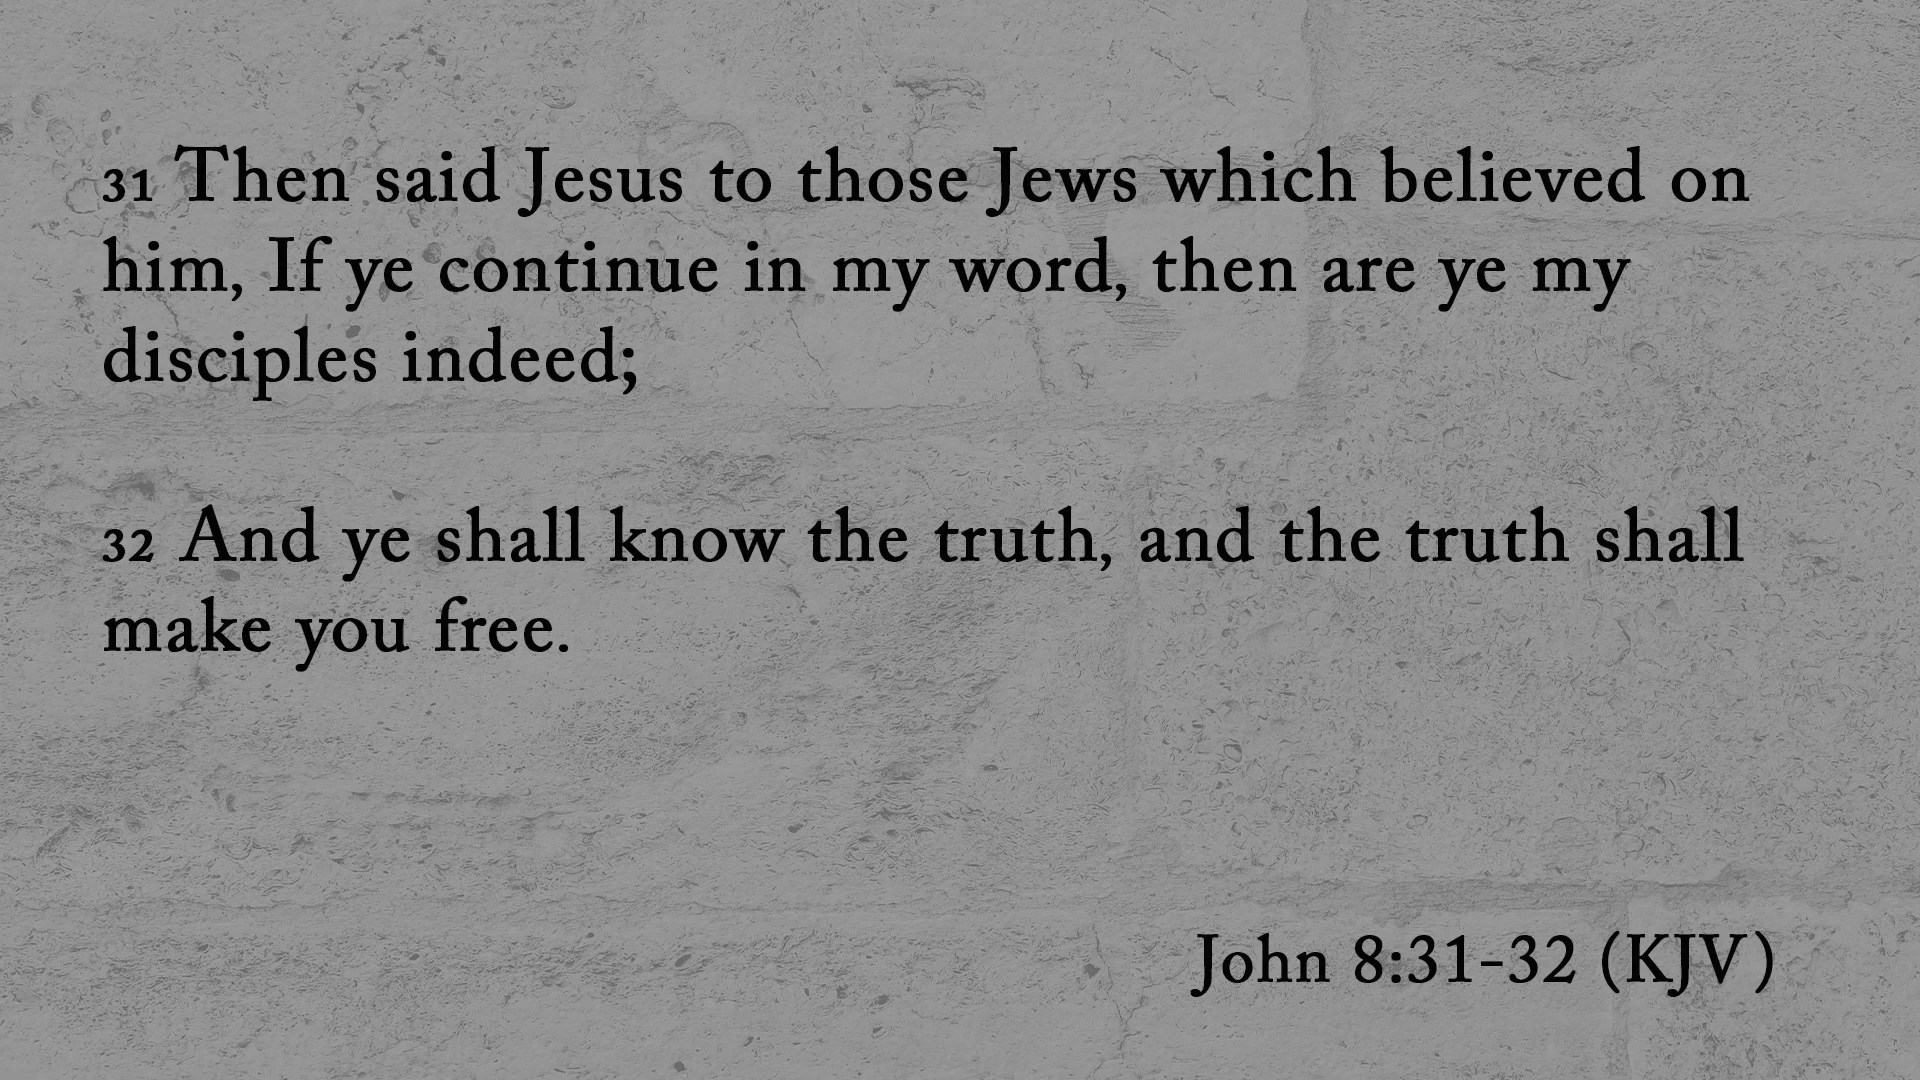 31 Then said Jesus to those Jews which believed on
him, If ye continue in my word, then are ye my
disciples indeed;
32 And ye shall know the truth, and the truth shall
make you free.
John 8:31-32 (KJV)